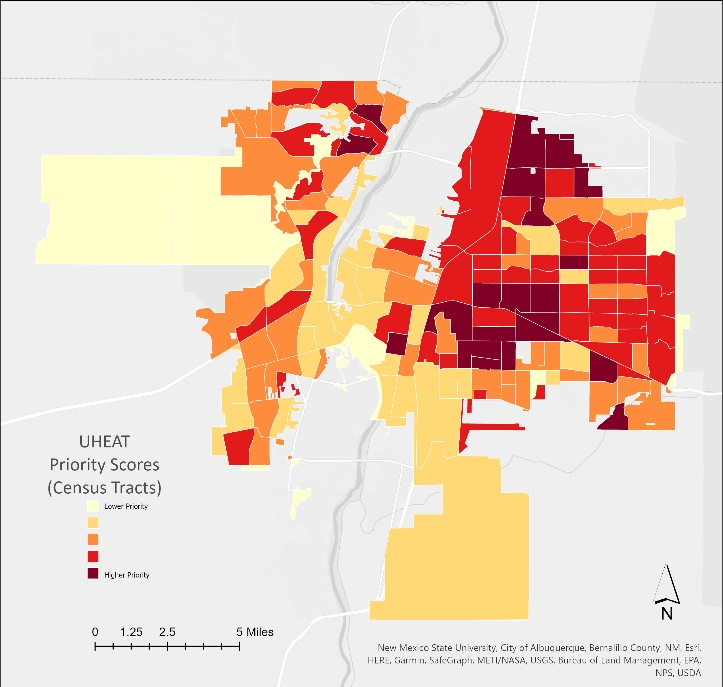 UHEAT
Priority Scores
(Census Tracts)
Lower Priority
Higher Priority
0 1.25 2.5 5 Miles
N
New Mexico State University, City of Albuquerque, Bernalillo County, NM, Esri,
HERE, Garmin, SafeGraph, METI/NASA, USGS, Bureau of Land Management, EPA,
NPS, USDA